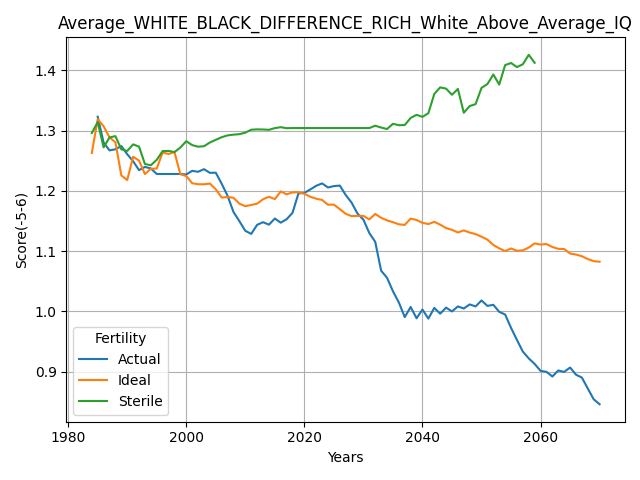 Average_WHITE_BLACK_DIFFERENCE_RICH_White_Above_Average_IQ
Score(-5-6)
1.4
1.3
1.2
1.1
1.0
0.9
Fertility
Actual
Ideal
Sterile
1980
2000
2020
2040
2060
Years